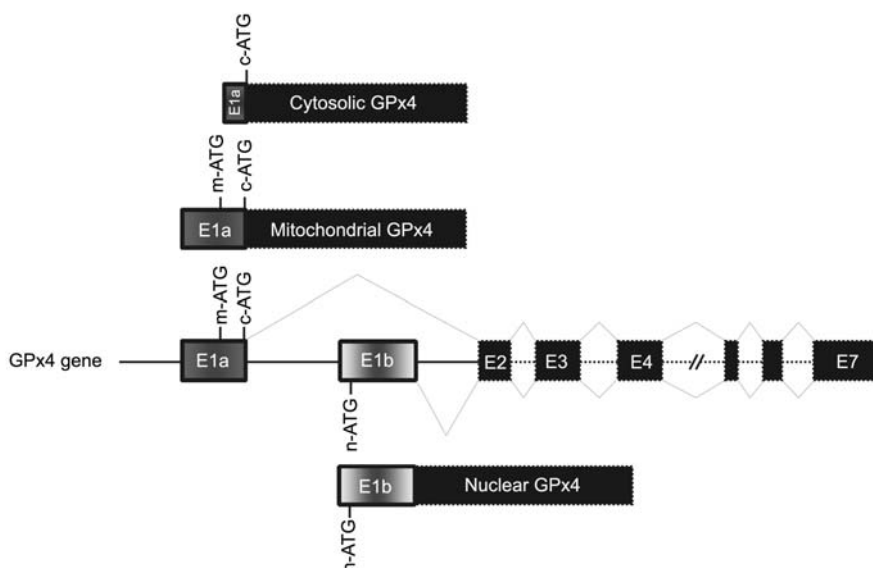 c-ATG
E1a
Cytosolic GPx4
m-ATG
c-ATG
E1a
Mitochondrial GPx4
m-ATG
c-ATG
GPx4 gene
E1a
E1b
E2
E3
E4
//
E7
n-ATG
E1b
Nuclear GPx4
n-ATG